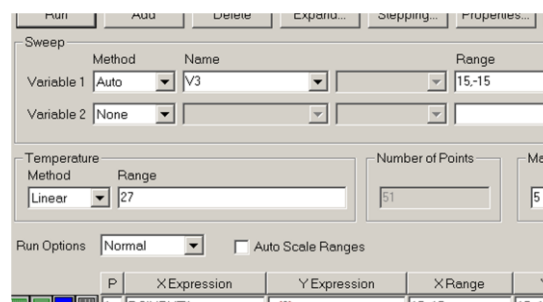 Run Add Delete Expand... Stepping... Properties...
Sweep
Method Name Range
Variable 1 Auto V3 15,-15
Variable 2 None
Temperature Number of Points
Method Range
Linear 27 51 5
Run Options Normal Auto Scale Ranges
P X Expression Y Expression X Range